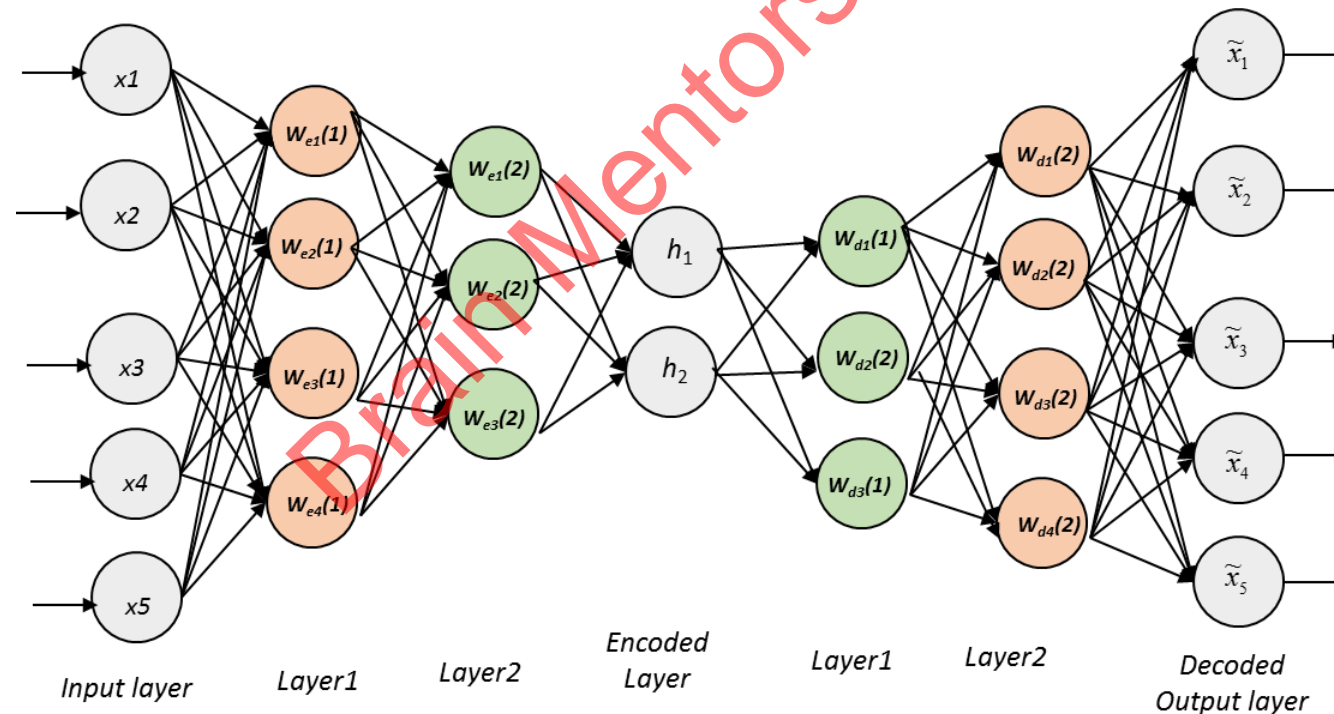 x1
x2
x3
x4
x5
Input layer
We1(1)
We2(1)
We3(1)
We4(1)
Layer1
We1(2)
We2(2)
We3(2)
Layer2
h1
h2
Encoded
Layer
Wd1(1)
Wd2(2)
Wd3(1)
Layer1
Wd1(2)
Wd2(2)
Wd3(2)
Wd4(2)
Layer2
x̃1
x̃2
x̃3
x̃4
x̃5
Decoded
Output layer
Brain Mentors